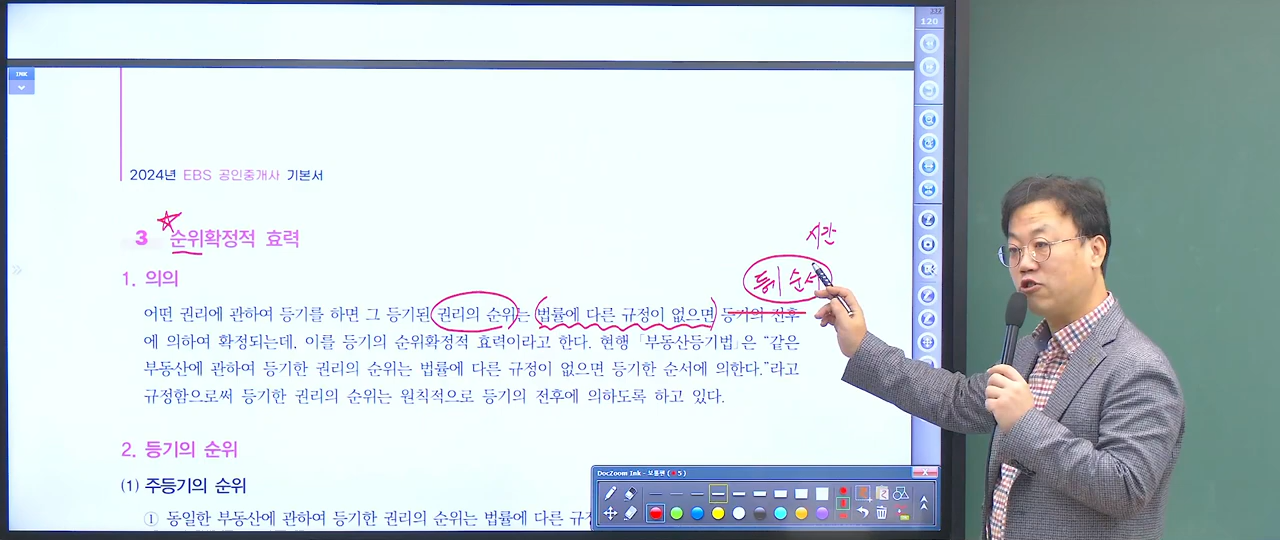 333
120
INK
2024년 EBS 공인중개사 기본서
3 순위확정적 효력
시간
1. 의의
등기 순서
어떤 권리에 관하여 등기를 하면 그 등기된 권리의 순위는 법률에 다른 규정이 없으면 등기의 전후
에 의하여 확정되는데, 이를 등기의 순위확정적 효력이라고 한다. 현행 「부동산등기법」은 “같은
부동산에 관하여 등기한 권리의 순위는 법률에 다른 규정이 없으면 등기한 순서에 의한다.”라고
규정함으로써 등기한 권리의 순위는 원칙적으로 등기의 전후에 의하도록 하고 있다.
2. 등기의 순위
(1) 주등기의 순위
① 동일한 부동산에 관하여 등기한 권리의 순위는 법률에 다른 규정
DocZoom Ink - 보통펜 ( 5 )